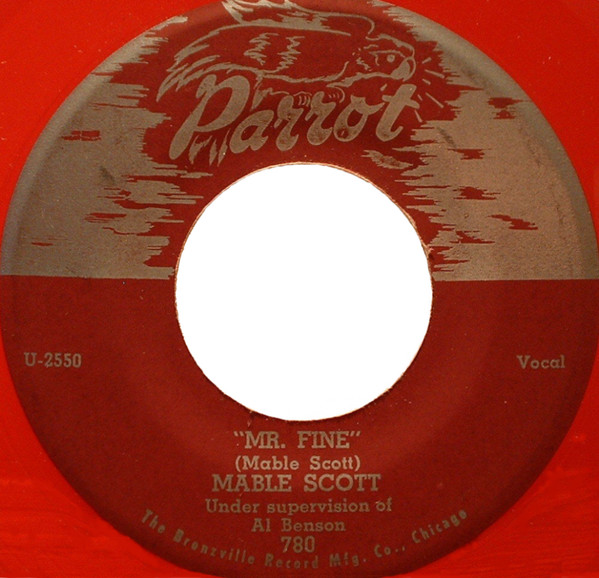 Parrot
U-2550
Vocal
"MR. FINE"
(Mable Scott)
MABLE SCOTT
Under supervision of
Al Benson
780
The Bronzville Record Mfg. Co., Chicago